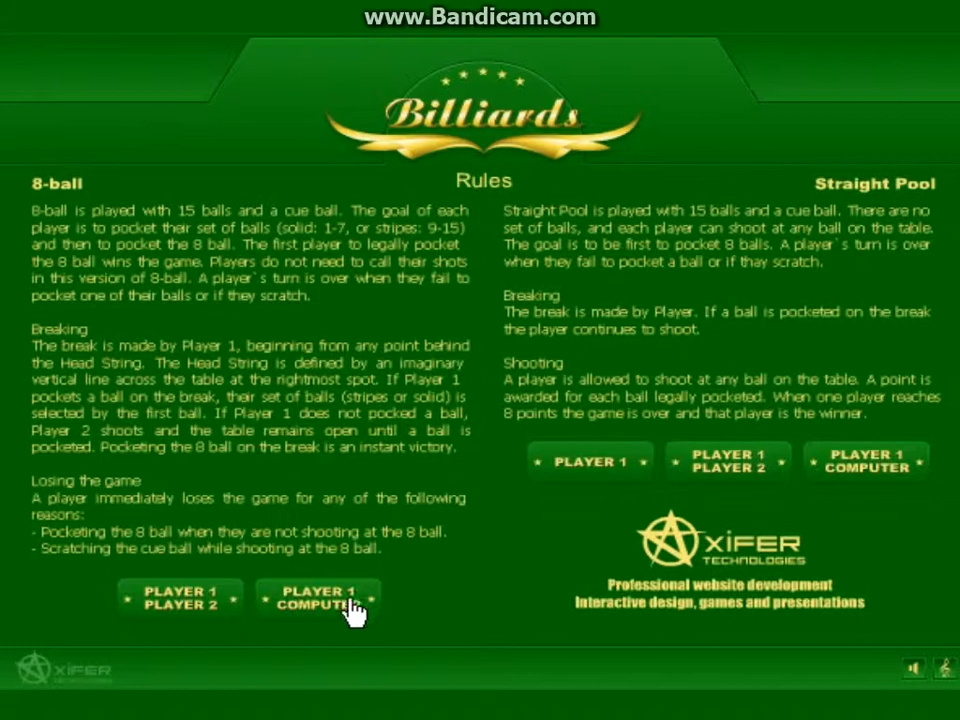 www.Bandicam.com
Billiards
Rules
8-ball
8-ball is played with 15 balls and a cue ball. The goal of each
player is to pocket their set of balls (solid: 1-7, or stripes: 9-15)
and then to pocket the 8 ball. The first player to legally pocket
the 8 ball wins the game. Players do not need to call their shots
in this version of 8-ball. A player`s turn is over when they fail to
pocket one of their balls or if they scratch.
Breaking
The break is made by Player 1, beginning from any point behind
the Head String. The Head String is defined by an imaginary
vertical line across the table at the rightmost spot. If Player 1
pockets a ball on the break, their set of balls (stripes or solid) is
selected by the first ball. If Player 1 does not pocked a ball,
Player 2 shoots and the table remains open until a ball is
pocketed. Pocketing the 8 ball on the break is an instant victory.
Losing the game
A player immediately loses the game for any of the following
reasons:
- Pocketing the 8 ball when they are not shooting at the 8 ball.
- Scratching the cue ball while shooting at the 8 ball.
PLAYER 1
PLAYER 2
PLAYER 1
COMPUTER
Straight Pool
Straight Pool is played with 15 balls and a cue ball. There are no
set of balls, and each player can shoot at any ball on the table.
The goal is to be first to pocket 8 balls. A player`s turn is over
when they fail to pocket a ball or if thay scratch.
Breaking
The break is made by Player. If a ball is pocketed on the break
the player continues to shoot.
Shooting
A player is allowed to shoot at any ball on the table. A point is
awarded for each ball legally pocketed. When one player reaches
8 points the game is over and that player is the winner.
PLAYER 1
PLAYER 1
PLAYER 2
PLAYER 1
COMPUTER
AXIFER
TECHNOLOGIES
Professional website development
Interactive design, games and presentations
AXIFER
TECHNOLOGIES